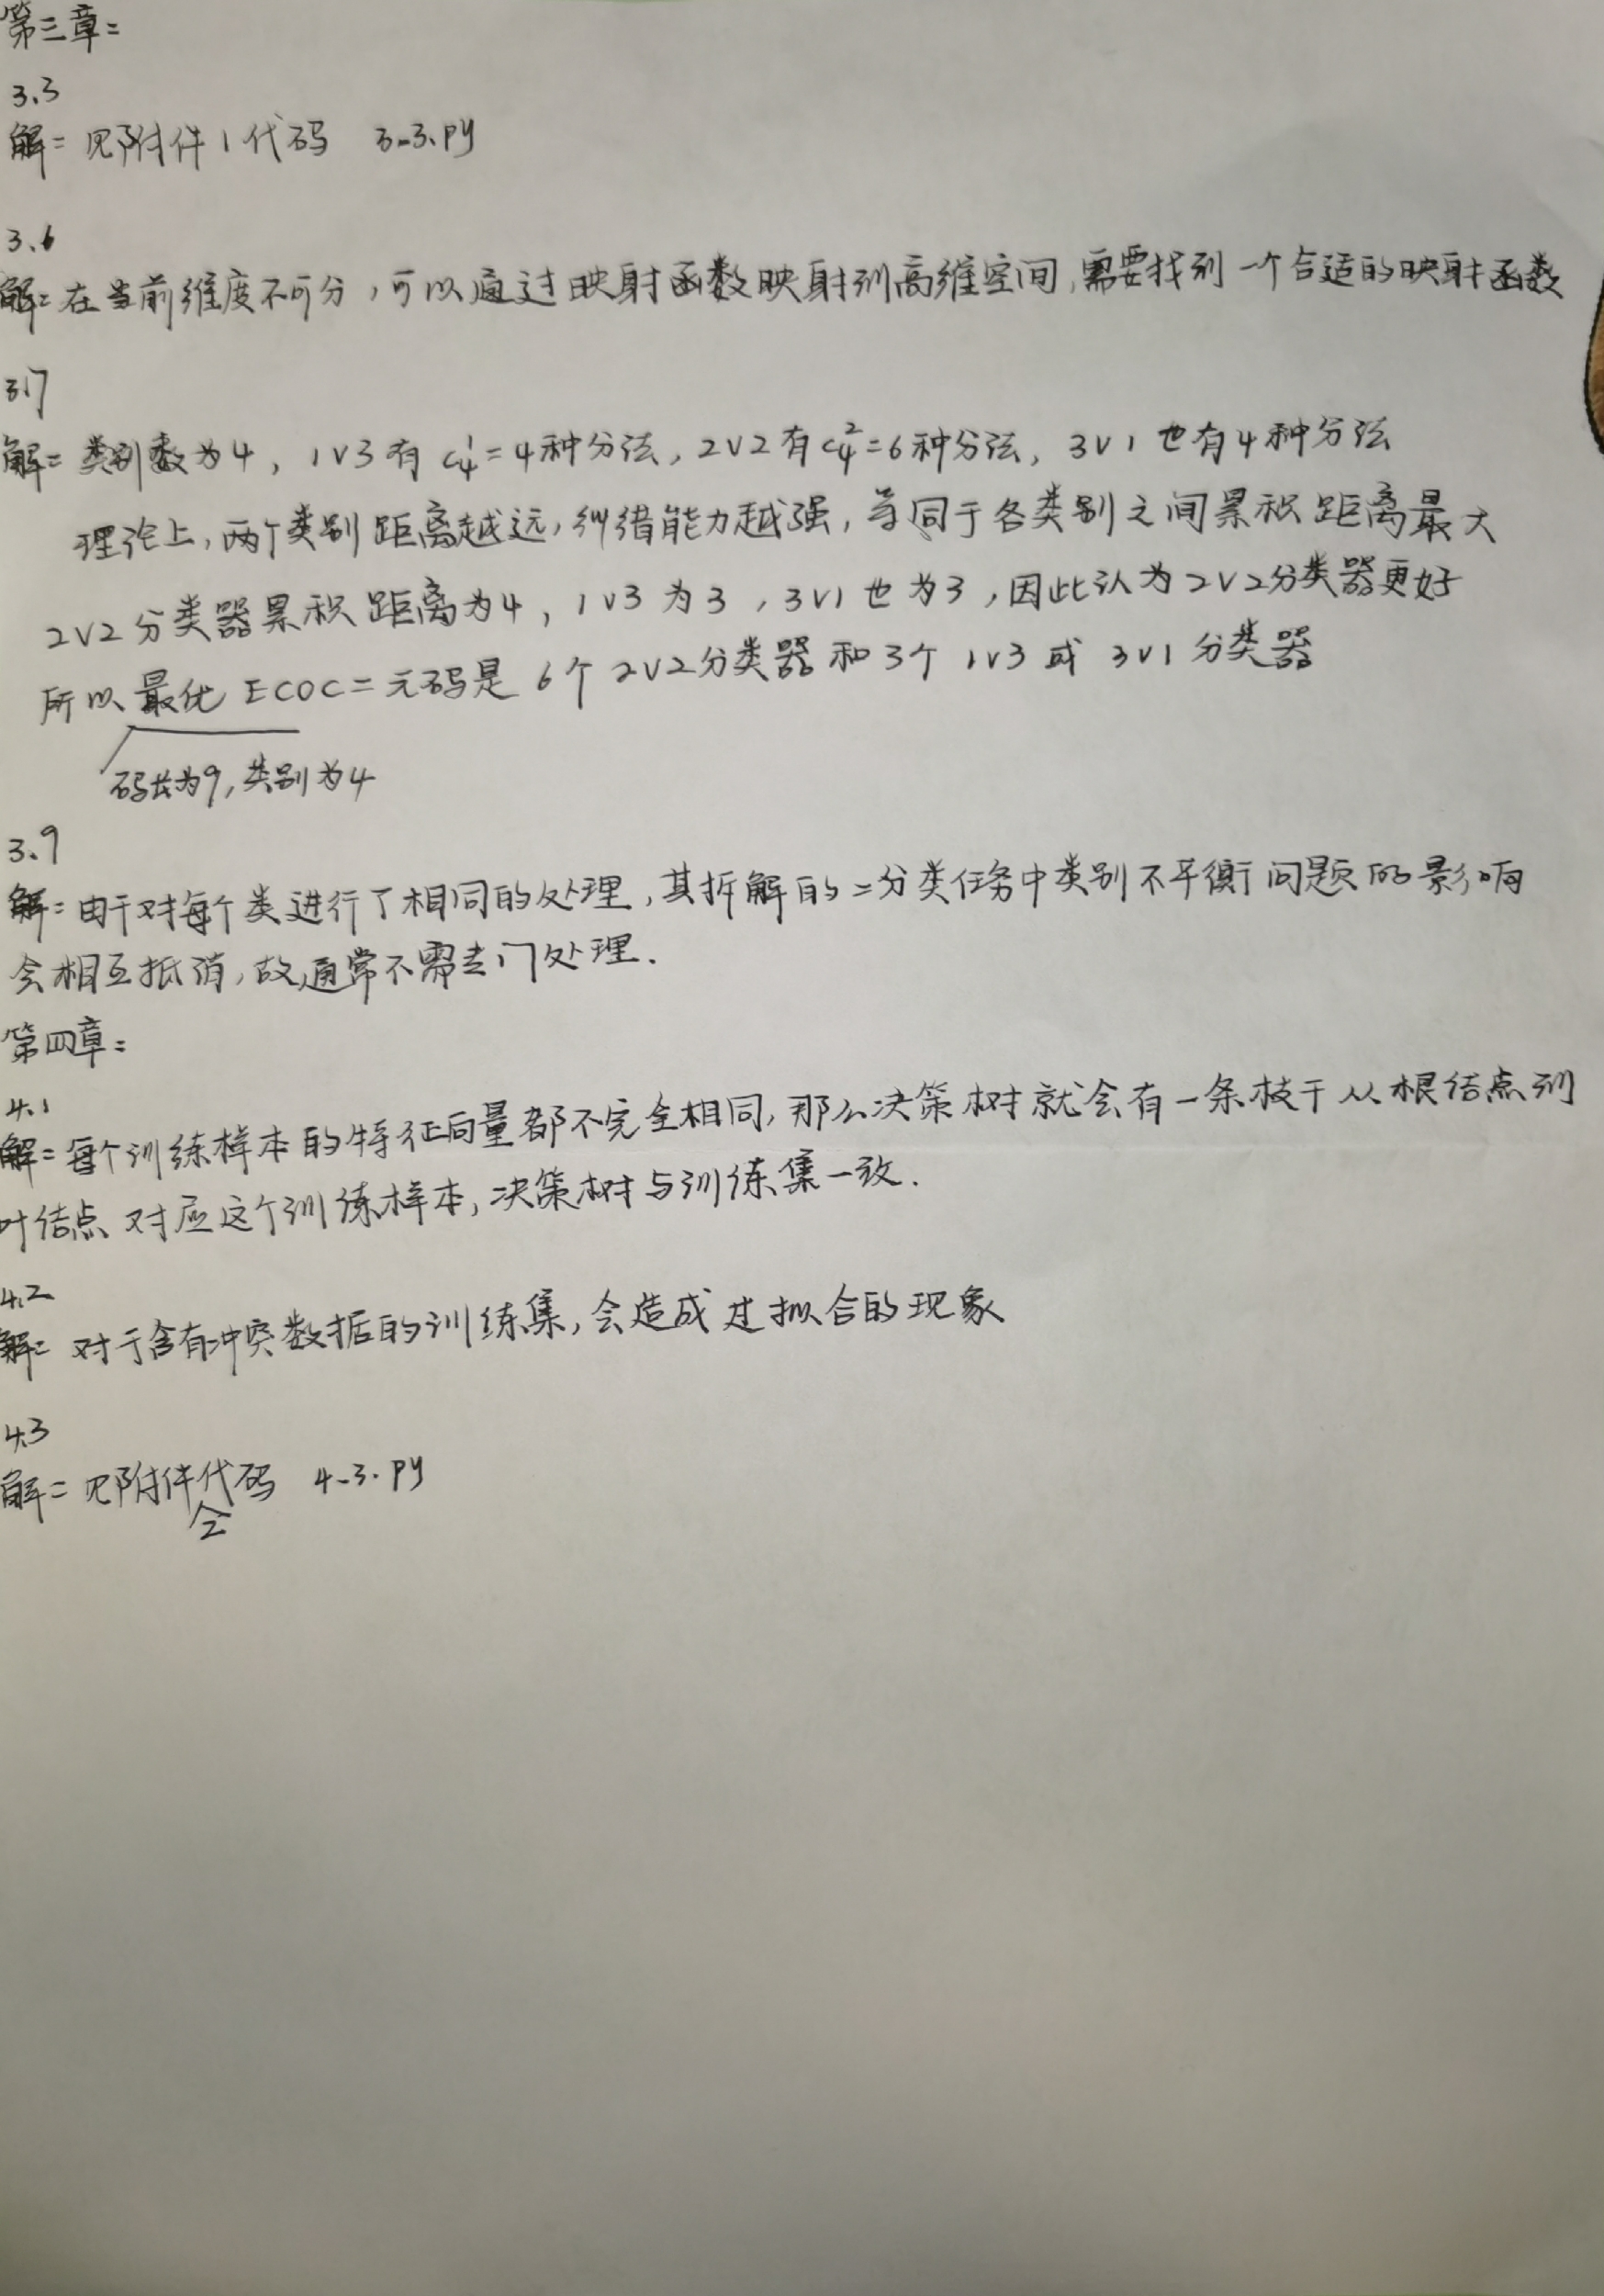 第三章:
3.3
解: 见附件1代码 3-3.py
3.6
解: 在当前维度不可分,可以通过映射函数映射到高维空间,需要找到一个合适的映射函数
3.7
解: 类别数为4, 1v3有 C₄¹=4种分法, 2v2有C₄²=6种分法, 3v1也有4种分法
理论上,两个类别距离越远,纠错能力越强,等同于各类别之间累积距离最大
2v2分类器累积距离为4, 1v3为3, 3v1也为3,因此认为2v2分类器更好
所以最优ECOC二元码是6个2v2分类器和3个1v3或3v1分类器
码长为9,类别为4
3.9
解: 由于对每个类进行了相同的处理,其拆解的二分类任务中类别不平衡问题的影响
会相互抵消,故通常不需专门处理.
第四章:
4.1
解: 每个训练样本的特征向量都不完全相同,那么决策树就会有一条枝干从根结点到
叶结点对应这个训练样本,决策树与训练集一致.
4.2
解: 对于含有冲突数据的训练集,会造成过拟合的现象
4.3
解: 见附件2代码 4-3.py